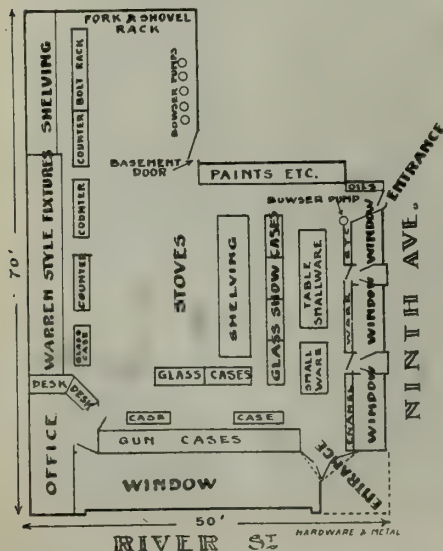 FORK & SHOVEL
RACK
SHELVING
BOLT RACK
COUNTER
BOWSER PUMPS
BASEMENT
DOOR
PAINTS ETC.
OILS
ENTRANCE
BOWSER PUMP
WARREN STYLE FIXTURES
COUNTER
COUNTER
GLASS
CASE
STOVES
SHELVING
GLASS SHOW CASES
TABLE
SMALLWARE
SMALL
WARE
ETC
WARE
ENAMEL
WINDOW
WINDOW
WINDOW
NINTH AVE.
70'
GLASS CASES
DESK
DESK
OFFICE
CASE
CASE
GUN CASES
WINDOW
ENTRANCE
50'
HARDWARE & METAL
RIVER ST